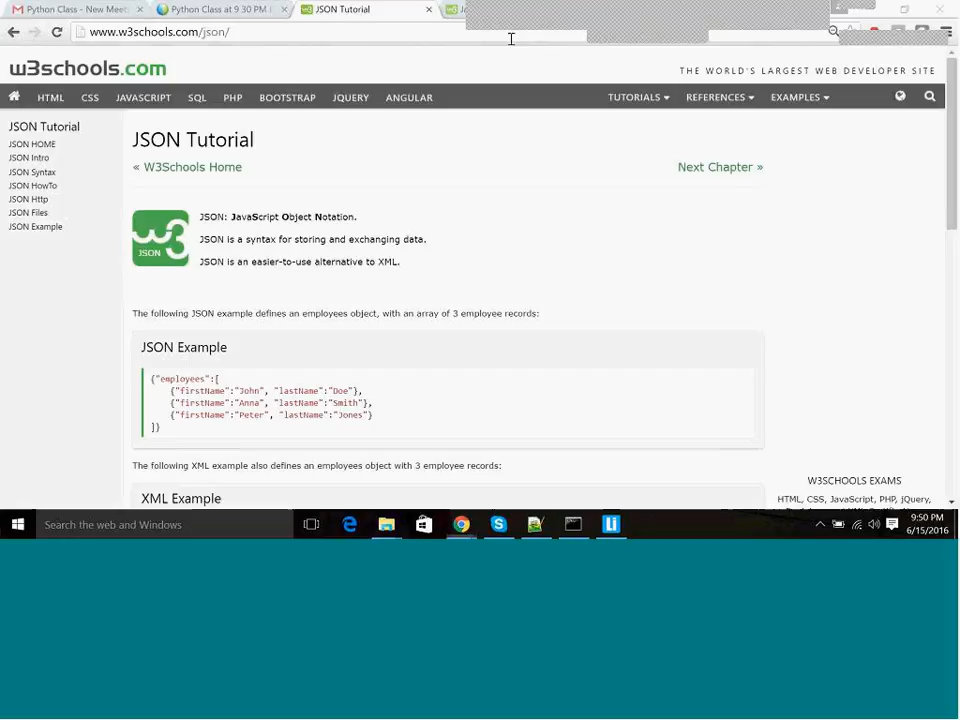 Python Class - New Meeti
Python Class at 9 30 PM
JSON Tutorial
www.w3schools.com/json/
w3schools.com
THE WORLD'S LARGEST WEB DEVELOPER SITE
HTML CSS JAVASCRIPT SQL PHP BOOTSTRAP JQUERY ANGULAR TUTORIALS REFERENCES EXAMPLES
JSON Tutorial
JSON HOME
JSON Intro
JSON Syntax
JSON HowTo
JSON Http
JSON Files
JSON Example
JSON Tutorial
« W3Schools Home
Next Chapter »
w3
JSON
JSON: JavaScript Object Notation.
JSON is a syntax for storing and exchanging data.
JSON is an easier-to-use alternative to XML.
The following JSON example defines an employees object, with an array of 3 employee records:
JSON Example
{"employees":[
{"firstName":"John", "lastName":"Doe"},
{"firstName":"Anna", "lastName":"Smith"},
{"firstName":"Peter", "lastName":"Jones"}
]}
The following XML example also defines an employees object with 3 employee records:
XML Example
W3SCHOOLS EXAMS
HTML, CSS, JavaScript, PHP, jQuery,
Search the web and Windows
9:50 PM
6/15/2016